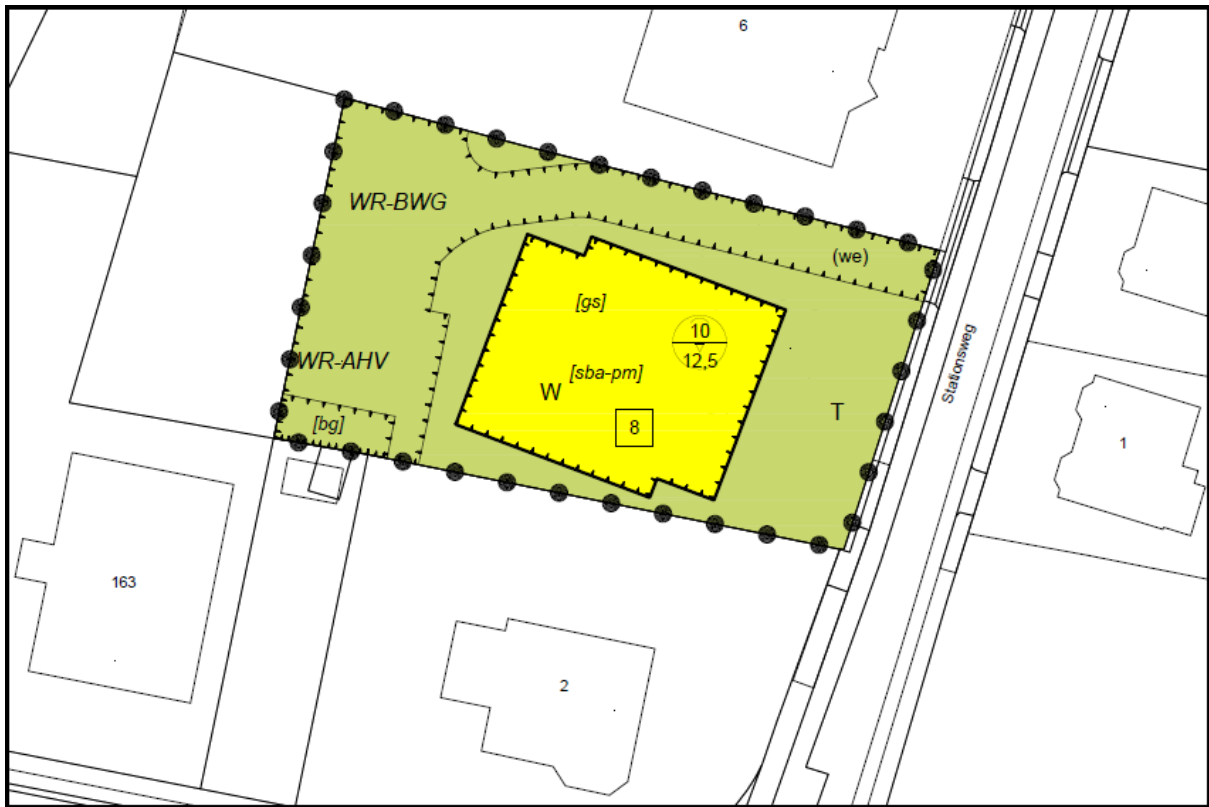 6
WR-BWG
(we)
[gs]
10
12,5
Stationsweg
WR-AHV
[sba-pm]
W
T
[bg]
8
1
163
2